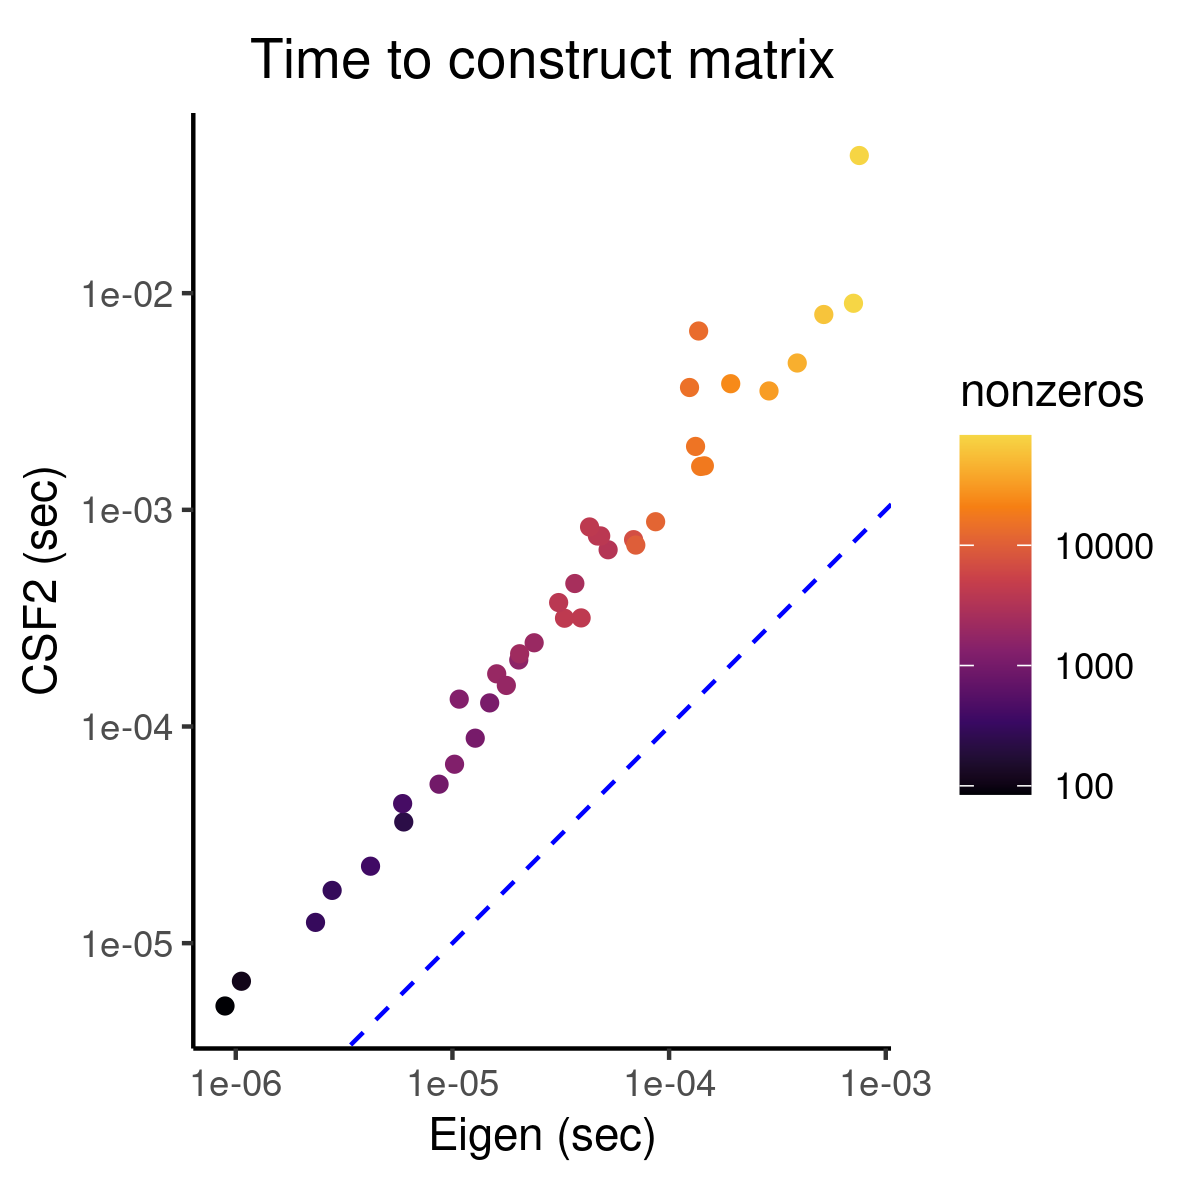 Time to construct matrix
CSF2 (sec)
1e-02
1e-03
1e-04
1e-05
1e-06
1e-05
1e-04
1e-03
Eigen (sec)
nonzeros
10000
1000
100